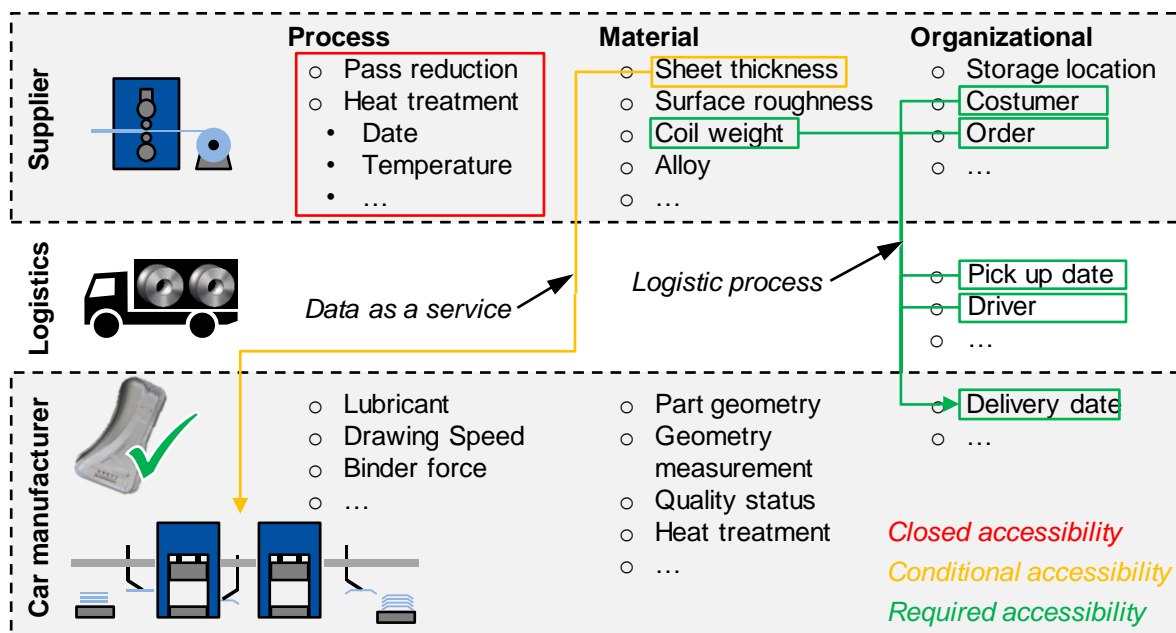 Process
Material
Organizational
Supplier
○ Pass reduction
○ Heat treatment
• Date
• Temperature
• …
○ Sheet thickness
○ Surface roughness
○ Coil weight
○ Alloy
○ …
○ Storage location
○ Costumer
○ Order
○ …
Logistics
Data as a service
Logistic process
○ Pick up date
○ Driver
○ …
Car manufacturer
○ Lubricant
○ Drawing Speed
○ Binder force
○ …
○ Part geometry
○ Geometry
measurement
○ Quality status
○ Heat treatment
○ …
○ Delivery date
○ …
Closed accessibility
Conditional accessibility
Required accessibility